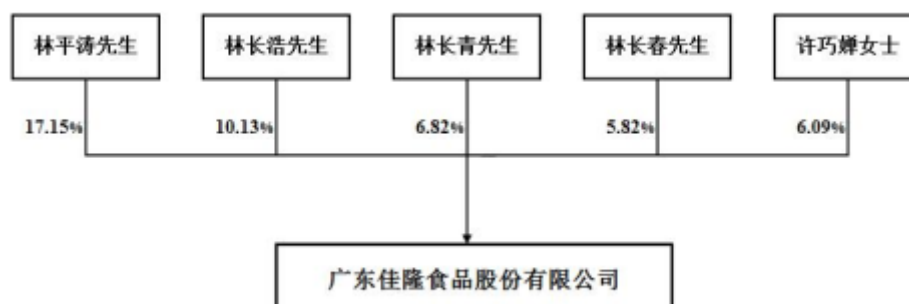 林平涛先生
林长浩先生
林长青先生
林长春先生
许巧婵女士
17.15%
10.13%
6.82%
5.82%
6.09%
广东佳隆食品股份有限公司